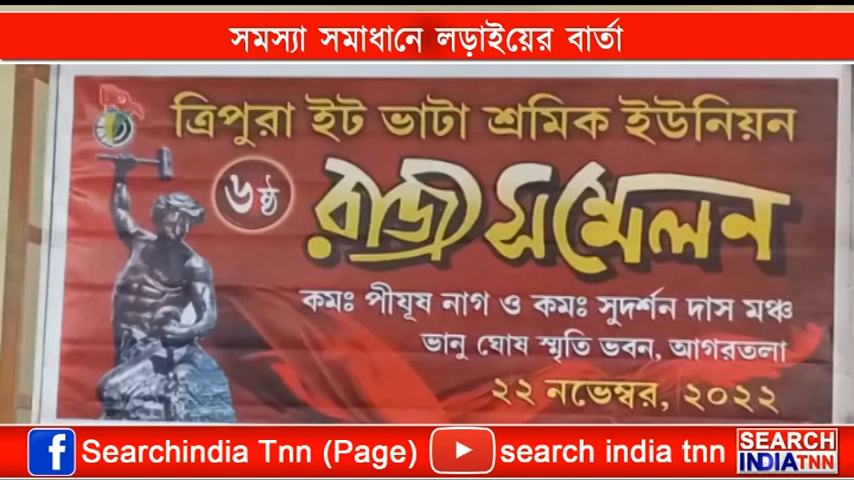 সমস্যা সমাধানে লড়াইয়ের বার্তা
ত্রিপুরা ইট ভাটা শ্রমিক ইউনিয়ন
৬ষ্ঠ
রাজ্য সম্মেলন
কমঃ পীযূষ নাগ ও কমঃ সুদর্শন দাস মঞ্চ
ভানু ঘোষ স্মৃতি ভবন, আগরতলা
২২ নভেম্বর, ২০২২
Searchindia Tnn (Page) search india tnn
SEARCH
INDIATNN